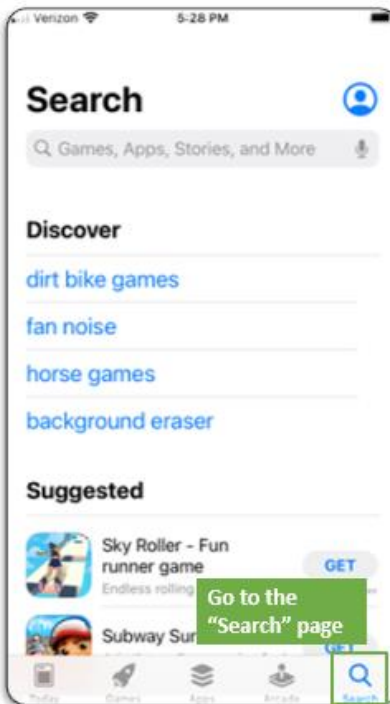 Verizon 5:28 PM
Search
Games, Apps, Stories, and More
Discover
dirt bike games
fan noise
horse games
background eraser
Suggested
Sky Roller - Fun
runner game
GET
Endless rolling
Go to the
"Search" page
Subway Sur
GET
Today Games Apps Arcade Search